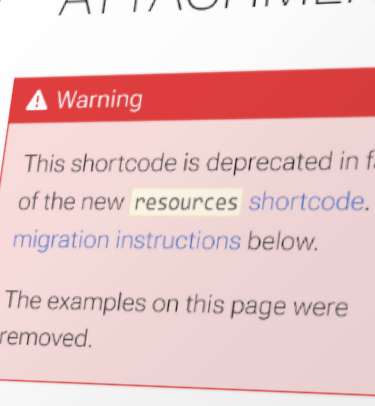 Warning
This shortcode is deprecated in
of the new resources shortcode.
migration instructions below.
The examples on this page were
removed.